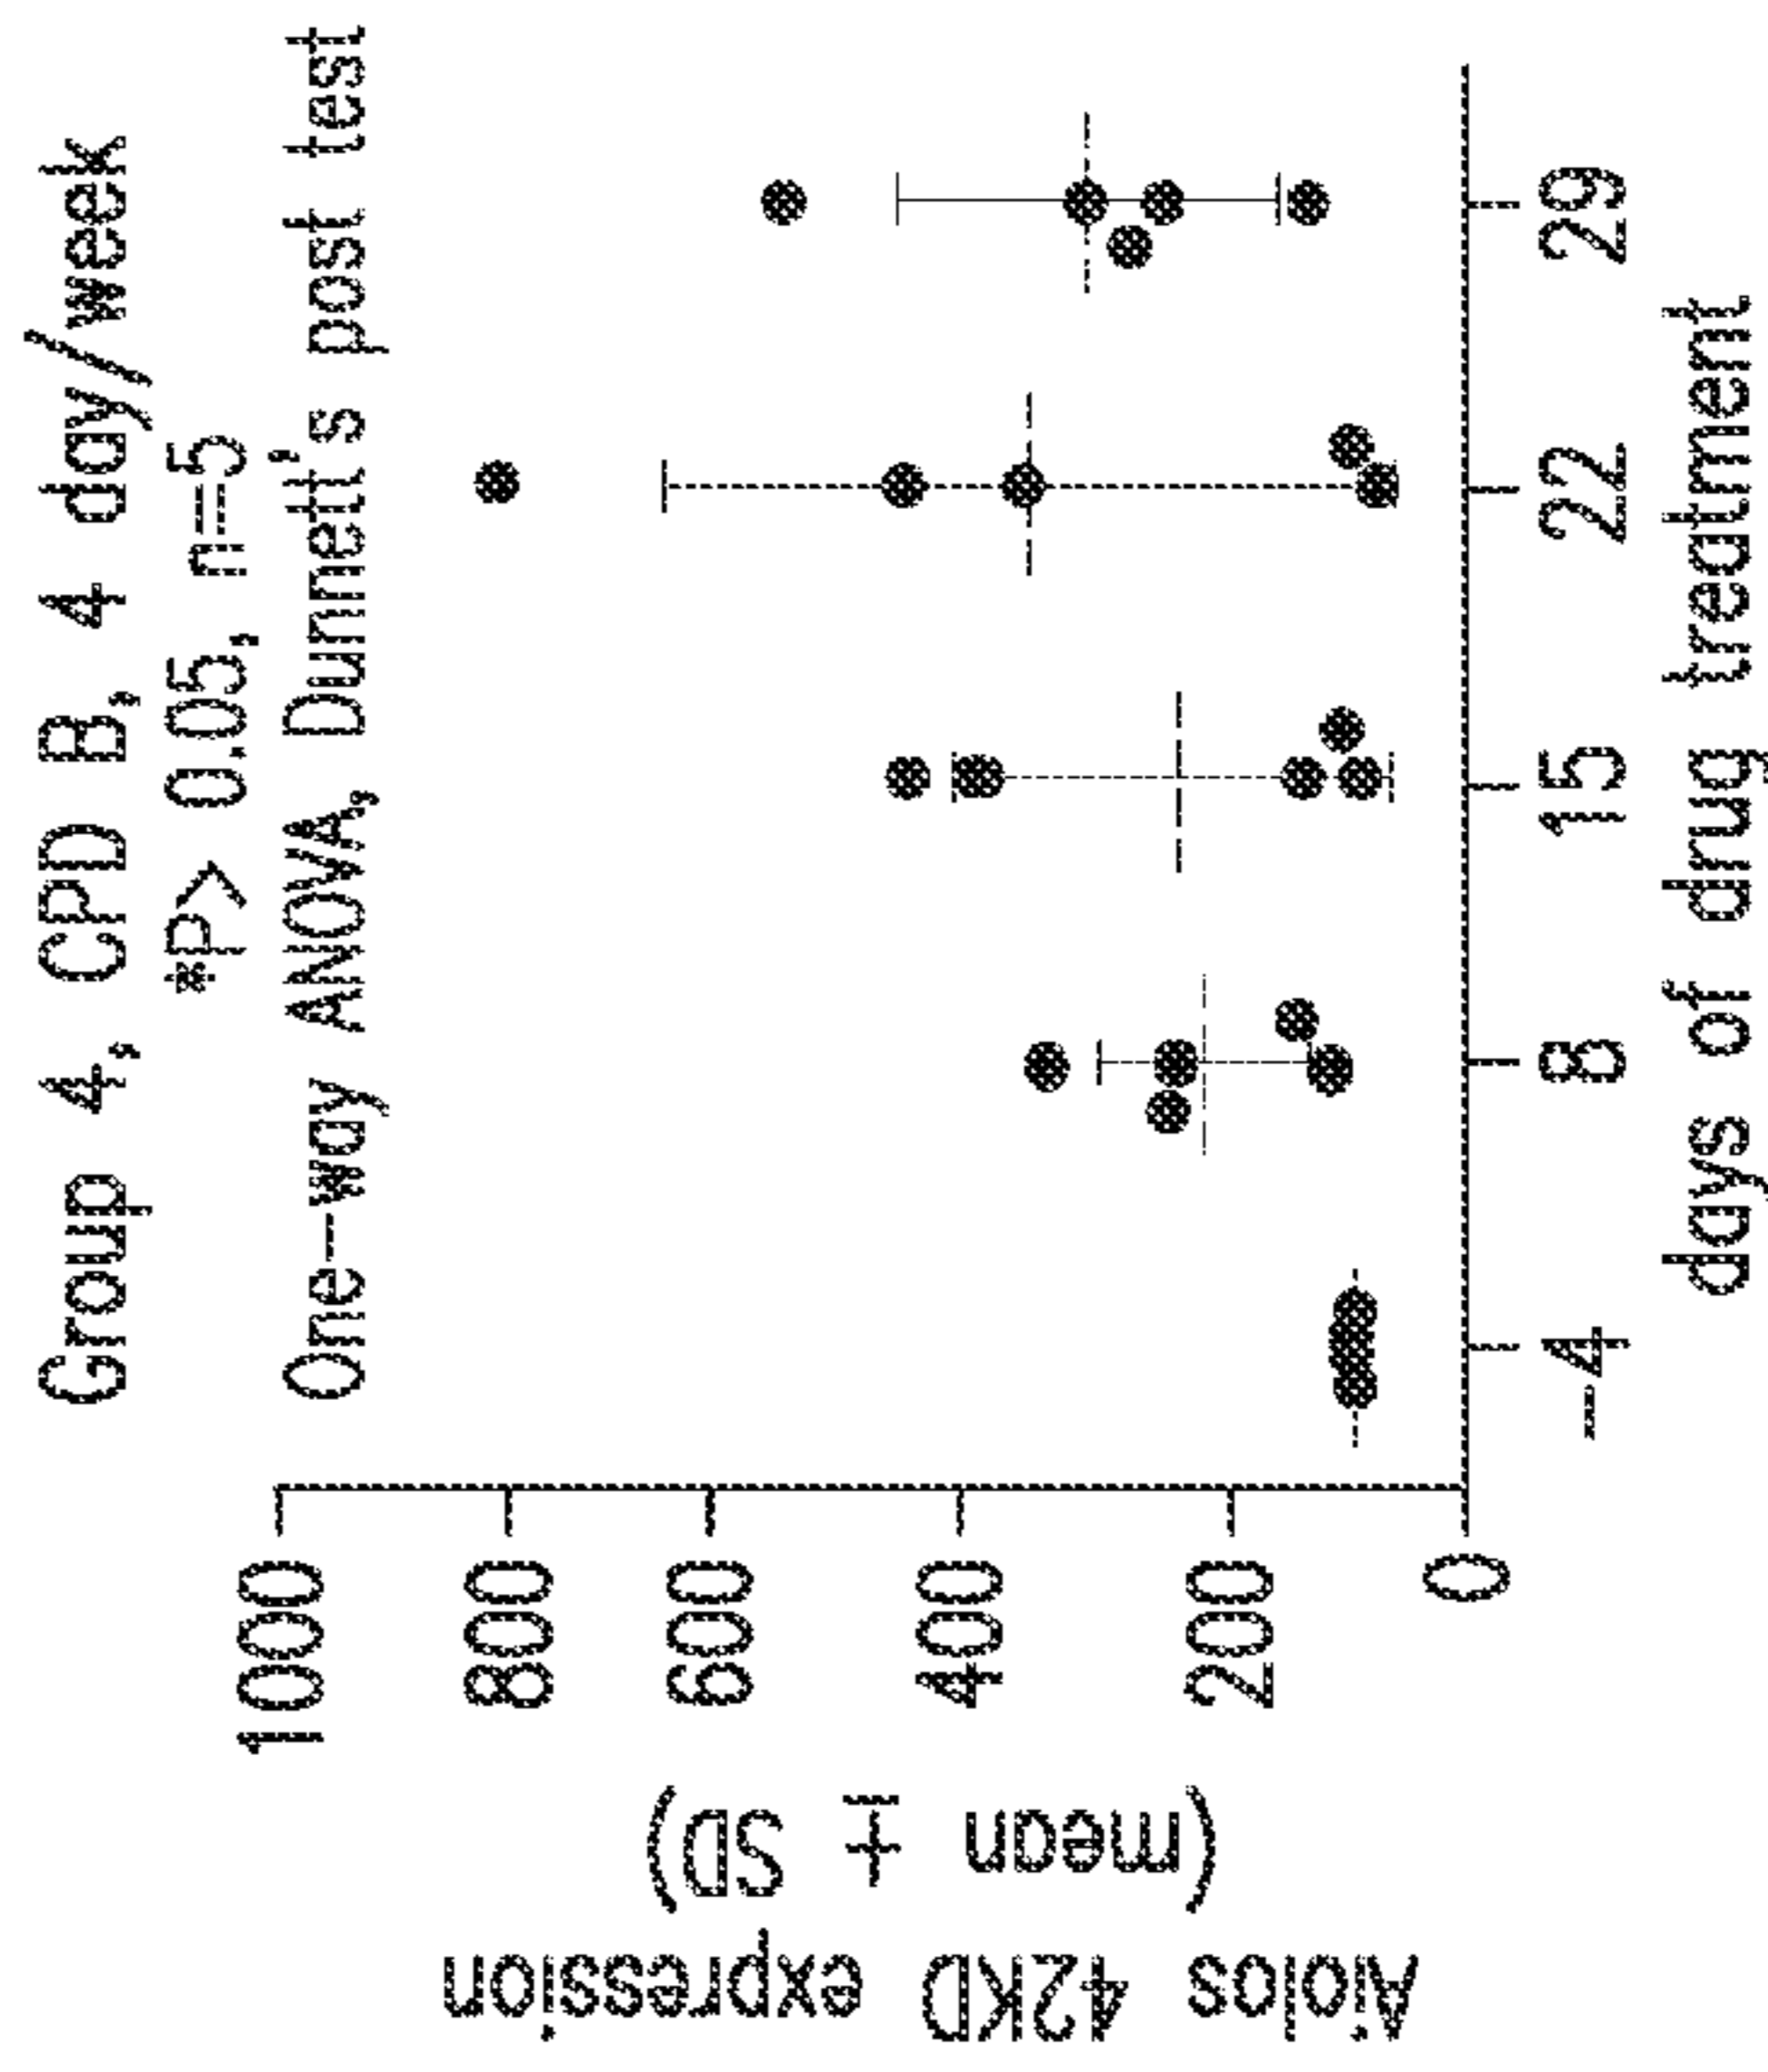 Group 4, CPD B, 4 day/week
*P> 0.05, n=5
One-way ANOVA, Dunnett's post test
Aiolos 42KD expression
(mean ± SD)
1000
800
600
400
200
0
-4
8
15
22
29
days of drug treatment